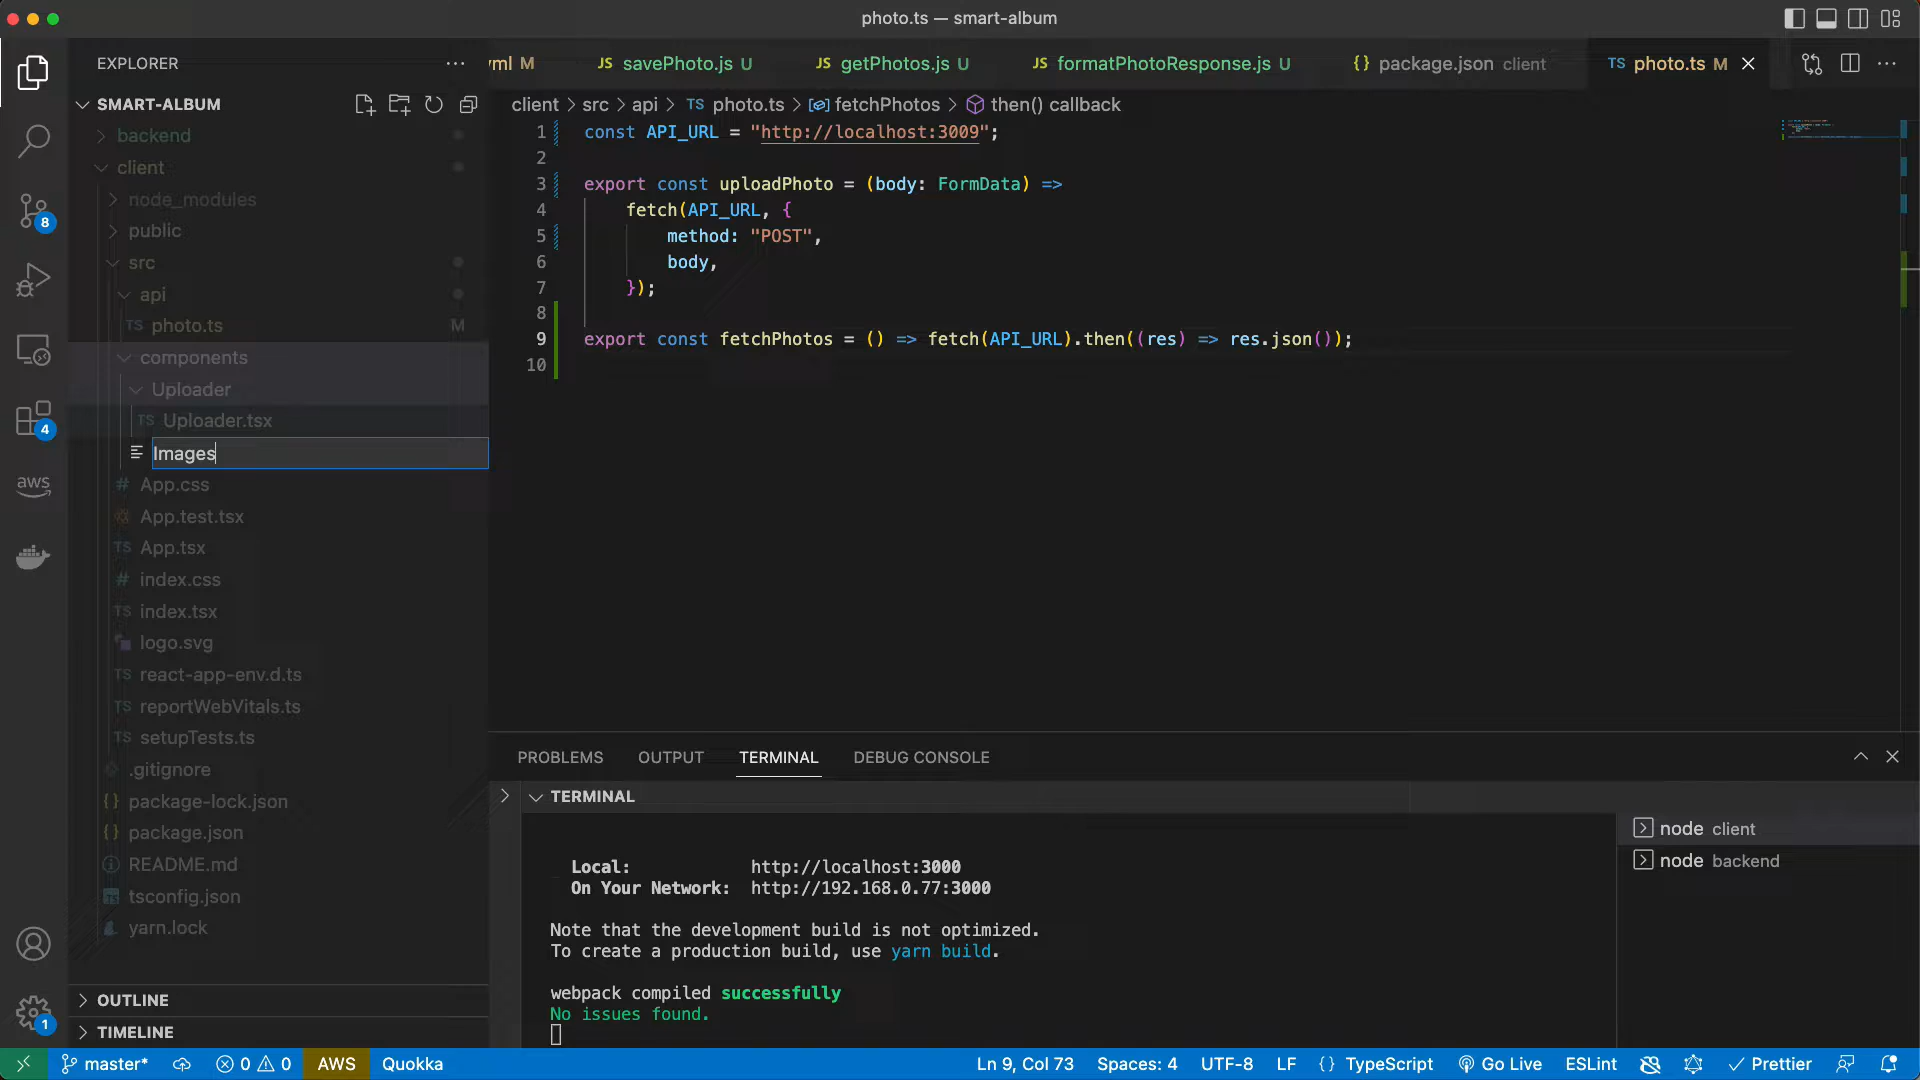 photo.ts — smart-album
EXPLORER
yml M
JS savePhoto.js U
JS getPhotos.js U
JS formatPhotoResponse.js U
{} package.json client
TS photo.ts M
SMART-ALBUM
client > src > api > TS photo.ts > fetchPhotos > then() callback
backend
client
node_modules
public
src
api
TS photo.ts M
components
Uploader
TS Uploader.tsx
Images
# App.css
App.test.tsx
TS App.tsx
# index.css
TS index.tsx
logo.svg
TS react-app-env.d.ts
TS reportWebVitals.ts
TS setupTests.ts
.gitignore
{} package-lock.json
{} package.json
README.md
tsconfig.json
yarn.lock
OUTLINE
TIMELINE
8
4
aws
1
1 const API_URL = "http://localhost:3009";
2
3 export const uploadPhoto = (body: FormData) =>
4 fetch(API_URL, {
5 method: "POST",
6 body,
7 });
8
9 export const fetchPhotos = () => fetch(API_URL).then((res) => res.json());
10
PROBLEMS OUTPUT TERMINAL DEBUG CONSOLE
TERMINAL
Local: http://localhost:3000
On Your Network: http://192.168.0.77:3000
Note that the development build is not optimized.
To create a production build, use yarn build.
webpack compiled successfully
No issues found.
node client
node backend
master* 0 0 AWS Quokka Ln 9, Col 73 Spaces: 4 UTF-8 LF {} TypeScript Go Live ESLint Prettier